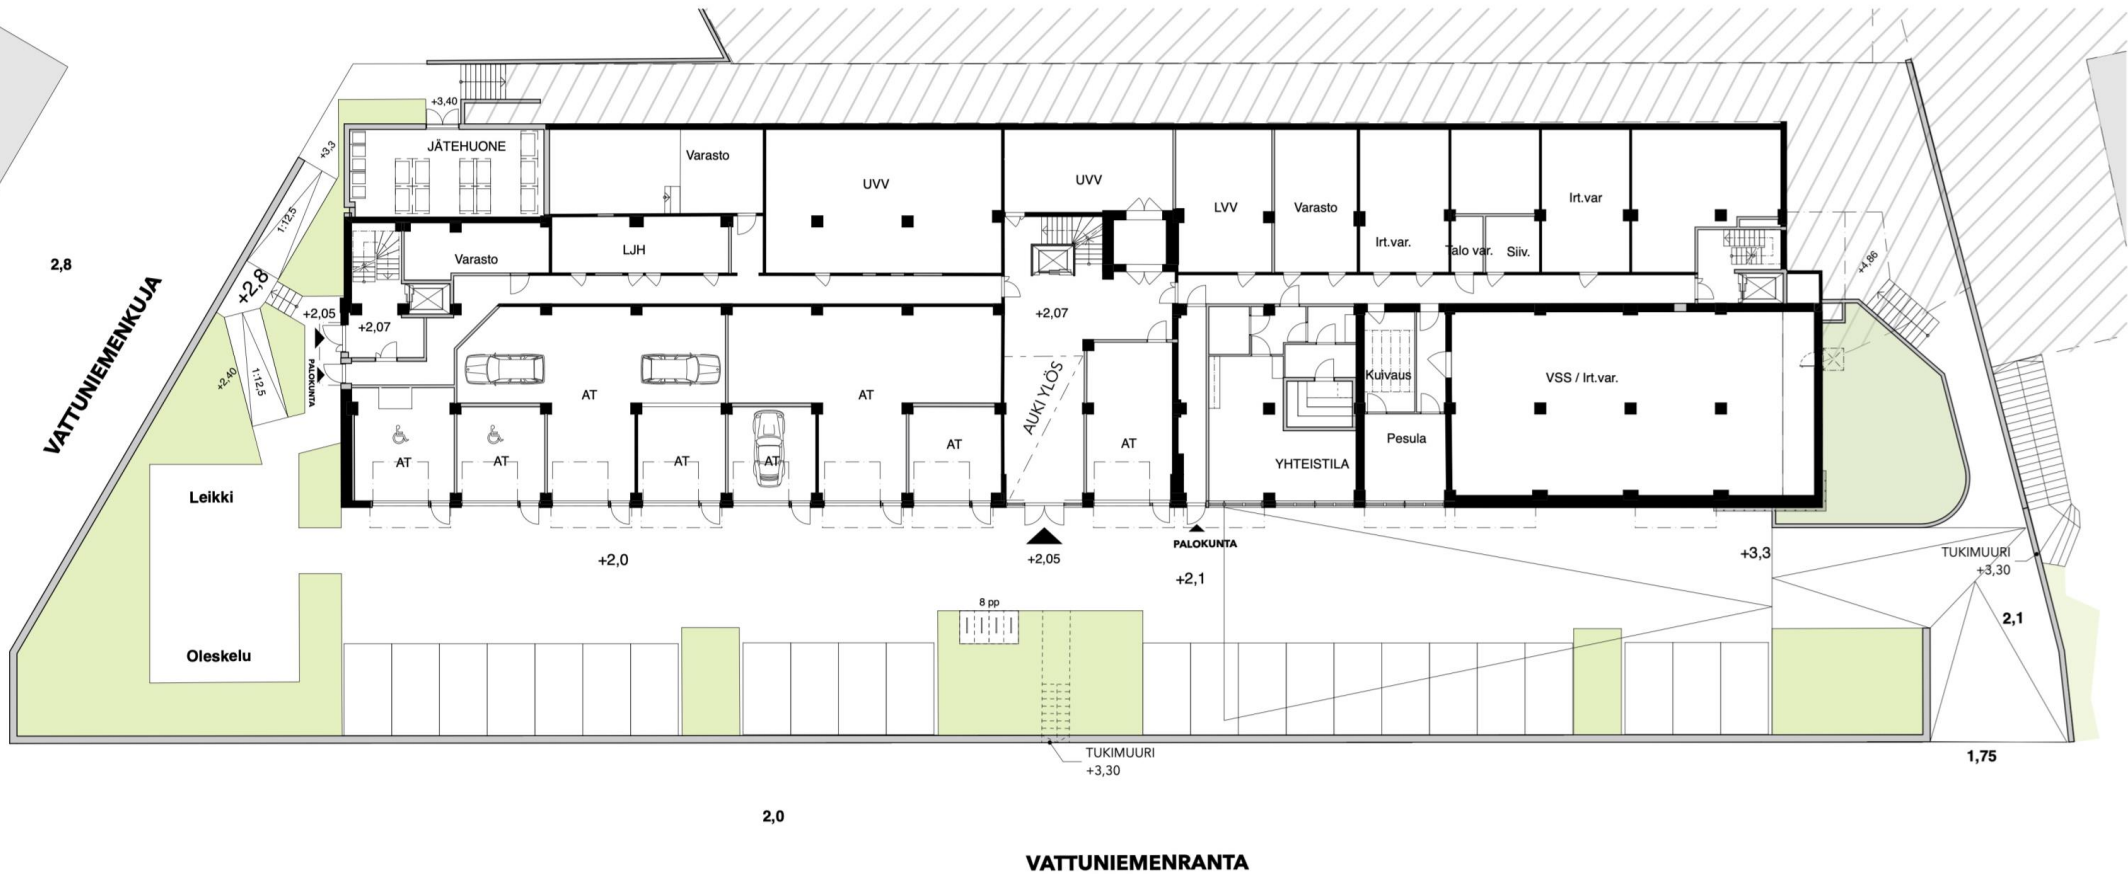 +3,40
JÄTEHUONE
+3,3
Varasto
UVV
UVV
LVV
Varasto
Irt.var.
Talo var.
Siiv.
Irt.var
1:12,5
2,8
+2,8
Varasto
LJH
+4,86
VATTUNIEMENKUJA
+2,05
+2,07
+2,07
PALOKUNTA
+2,40
1:12,5
AT
AT
AUKI YLÖS
Kuivaus
VSS / Irt.var.
AT
AT
AT
AT
AT
AT
Pesula
YHTEISTILA
Leikki
+2,0
+2,05
PALOKUNTA
+2,1
+3,3
TUKIMUURI
+3,30
8 pp
2,1
Oleskelu
TUKIMUURI
+3,30
1,75
2,0
VATTUNIEMENRANTA